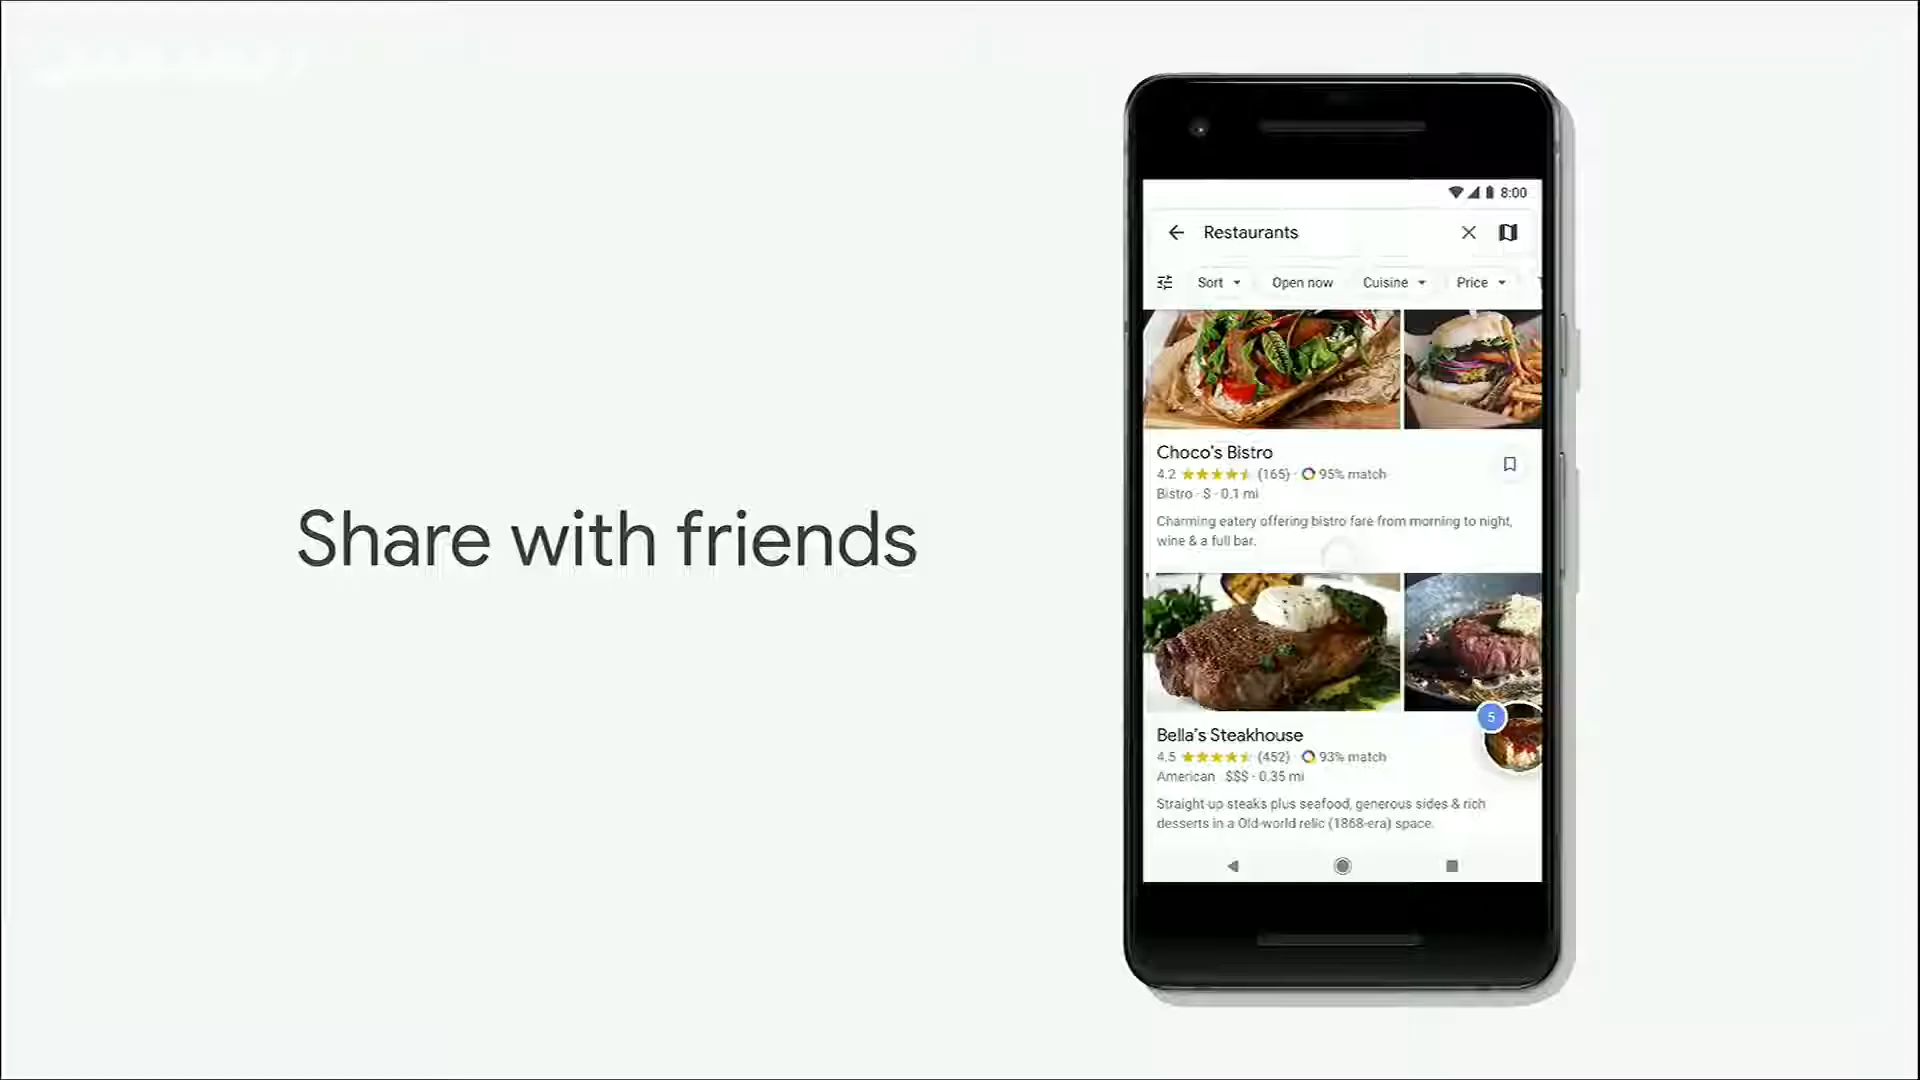 Share with friends
8:00
Restaurants
Sort
Open now
Cuisine
Price
Choco's Bistro
4.2 (165) · 95% match
Bistro · $ · 0.1 mi
Charming eatery offering bistro fare from morning to night,
wine & a full bar.
5
Bella's Steakhouse
4.5 (452) · 93% match
American · $$$ · 0.35 mi
Straight-up steaks plus seafood, generous sides & rich
desserts in a Old-world relic (1868-era) space.